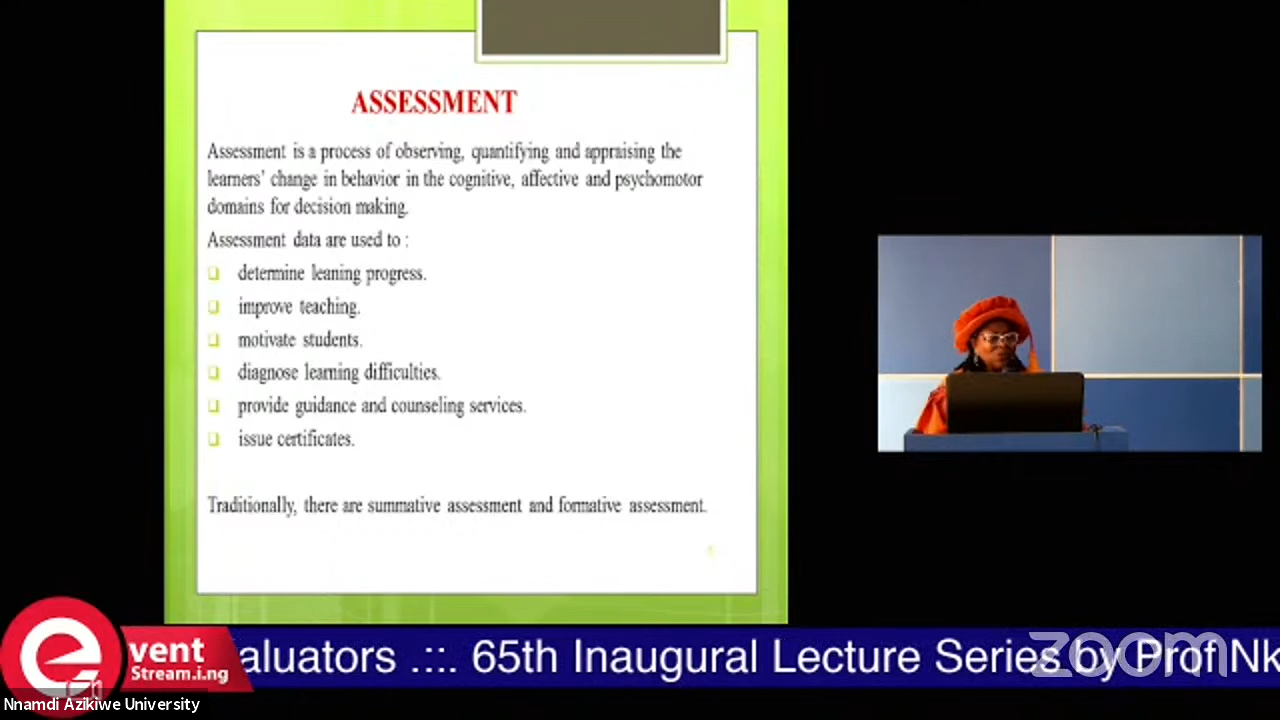 ASSESSMENT
Assessment is a process of observing, quantifying and appraising the
learners' change in behavior in the cognitive, affective and psychomotor
domains for decision making.
Assessment data are used to :
determine leaning progress.
improve teaching.
motivate students.
diagnose learning difficulties.
provide guidance and counseling services.
issue certificates.
Traditionally, there are summative assessment and formative assessment.
event
Stream.i.ng
aluators .::. 65th Inaugural Lecture Series by Prof Nk
zoom
Nnamdi Azikiwe University